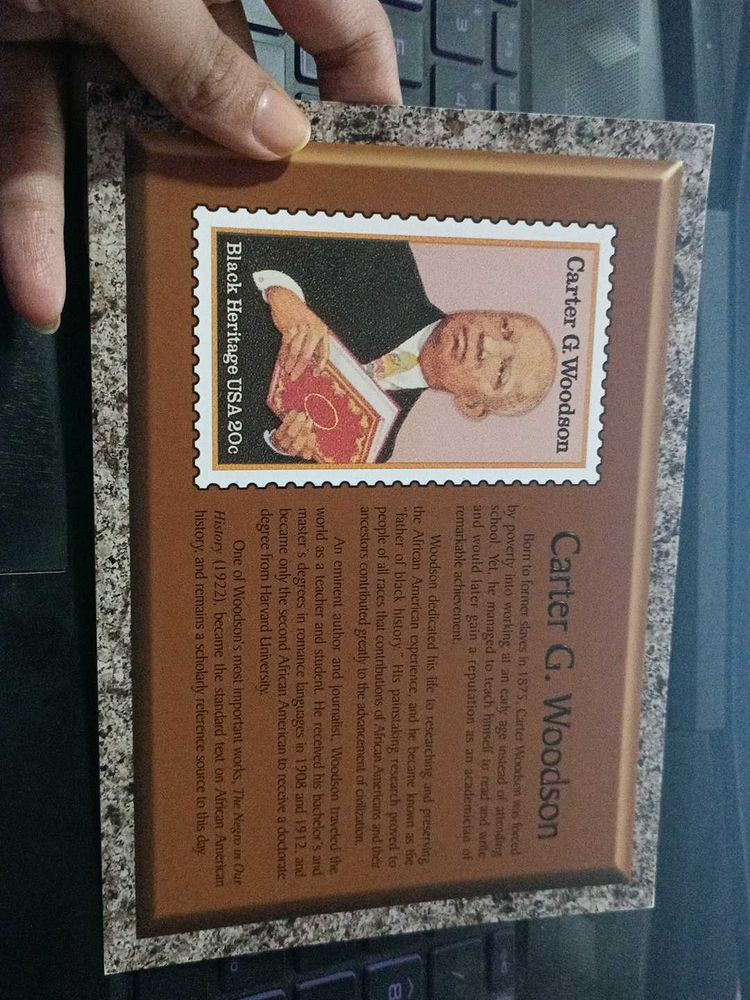 Carter G. Woodson
Black Heritage USA 20c
Carter G. Woodson
Born to former slaves in 1875, Carter Woodson was forced
by poverty into working at an early age instead of attending
school. Yet, he managed to teach himself to read and write
and would later gain a reputation as an academician of
remarkable achievement.
Woodson dedicated his life to researching and preserving
the African American experience, and he became known as the
"father of black history." His painstaking research proved to
people of all races that contributions of African Americans and their
ancestors contributed greatly to the advancement of civilization.
An eminent author and journalist, Woodson traveled the
world as a teacher and student. He received his bachelor's and
master's degrees in romance languages in 1908 and 1912, and
became only the second African American to receive a doctorate
degree from Harvard University.
One of Woodson's most important works, The Negro in Our
History (1922), became the standard text on African American
history, and remains a scholarly reference source to this day.
3
4
8